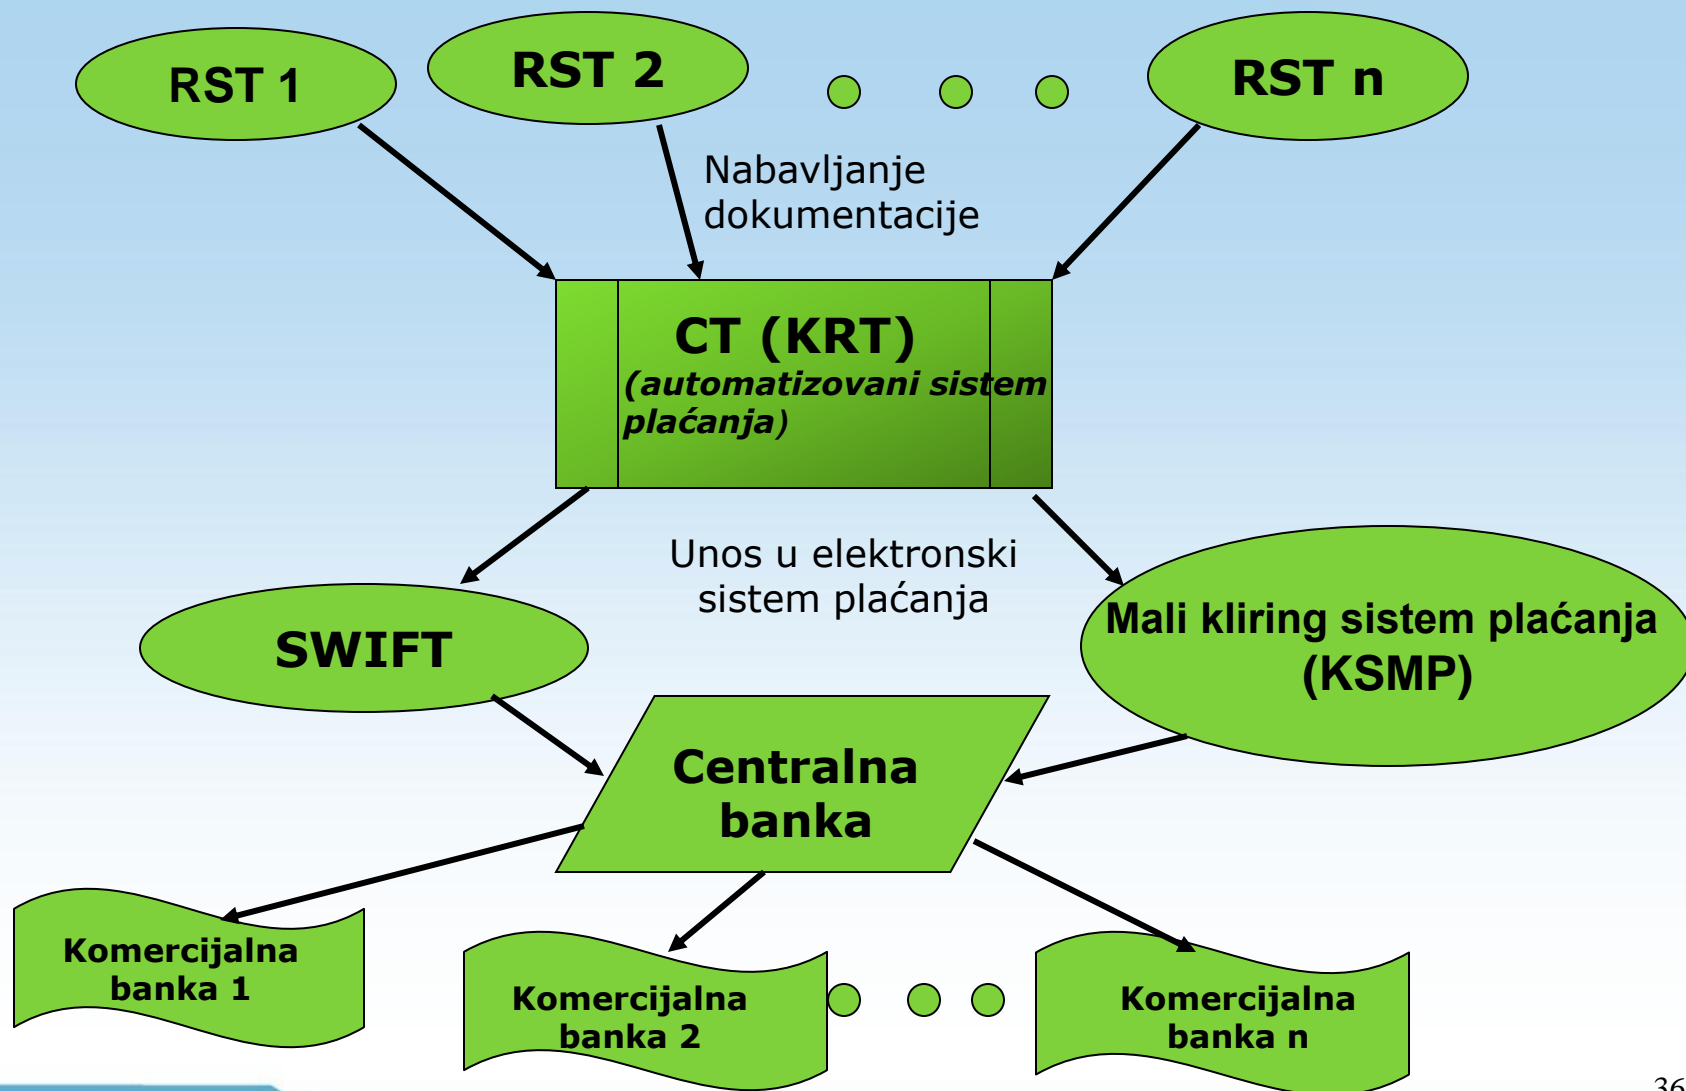 RST 1
RST 2
RST n
Nabavljanje
dokumentacije
CT (KRT)
(automatizovani sistem
plaćanja)
Unos u elektronski
sistem plaćanja
SWIFT
Mali kliring sistem plaćanja
(KSMP)
Centralna
banka
Komercijalna
banka 1
Komercijalna
banka 2
Komercijalna
banka n
36